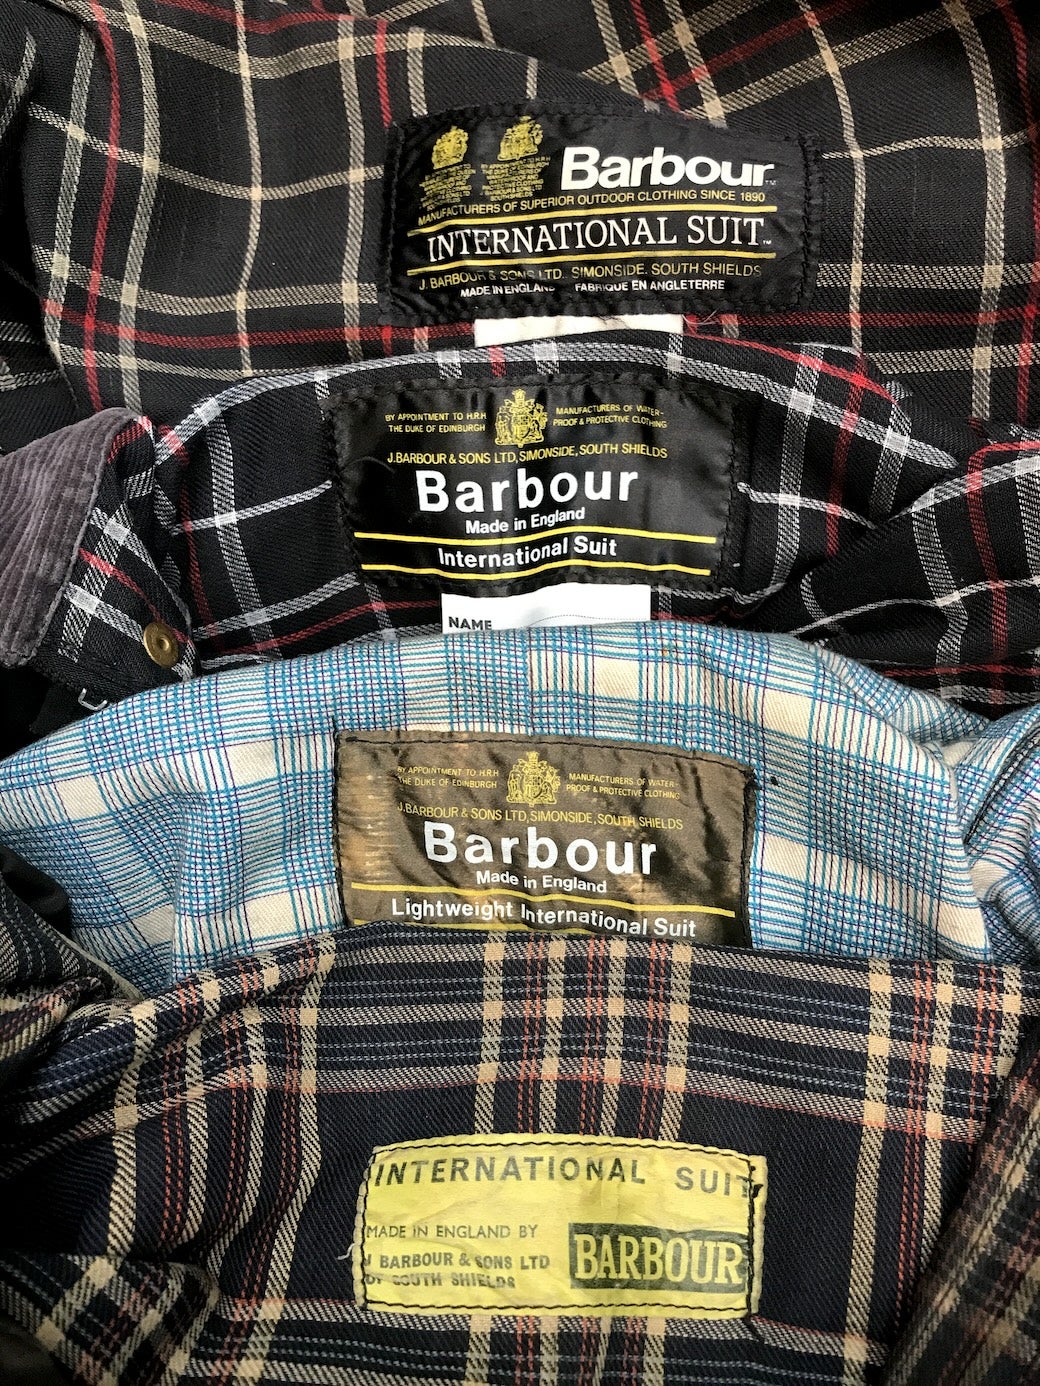 Barbour™
MANUFACTURERS OF SUPERIOR OUTDOOR CLOTHING SINCE 1890
INTERNATIONAL SUIT™
J. BARBOUR & SONS LTD. SIMONSIDE. SOUTH SHIELDS
MADE IN ENGLAND FABRIQUE EN ANGLETERRE
BY APPOINTMENT TO H.R.H
THE DUKE OF EDINBURGH
MANUFACTURERS OF WATER-
PROOF & PROTECTIVE CLOTHING
J.BARBOUR & SONS LTD, SIMONSIDE, SOUTH SHIELDS
Barbour
Made in England
International Suit
NAME
BY APPOINTMENT TO H.R.H
THE DUKE OF EDINBURGH
MANUFACTURERS OF WATER-
PROOF & PROTECTIVE CLOTHING
J.BARBOUR & SONS LTD, SIMONSIDE, SOUTH SHIELDS
Barbour
Made in England
Lightweight International Suit
INTERNATIONAL SUIT
MADE IN ENGLAND BY
J BARBOUR & SONS LTD
OF SOUTH SHIELDS
BARBOUR